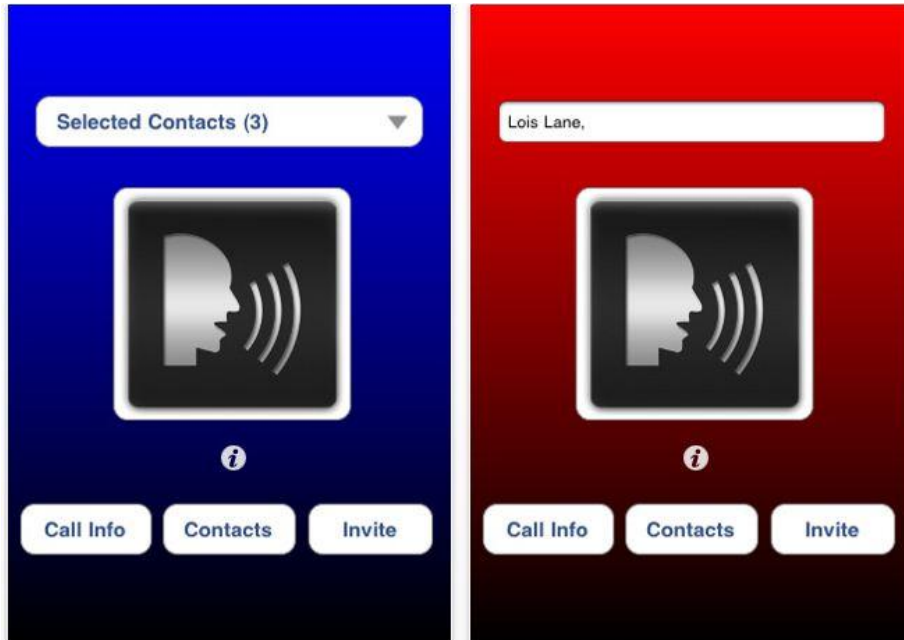 Selected Contacts (3)
i
Call Info Contacts Invite
Lois Lane,
i
Call Info Contacts Invite